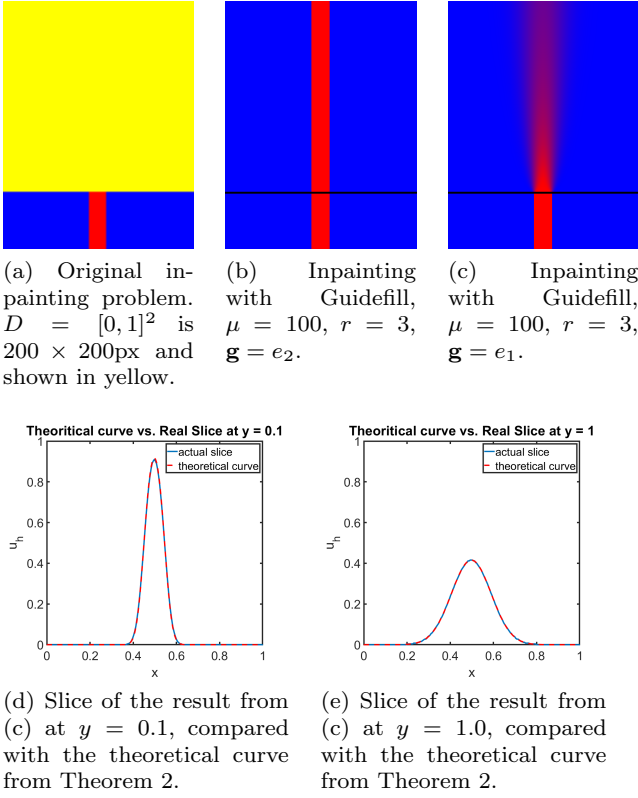 (a) Original in-
painting problem.
D = [0, 1]² is
200 × 200px and
shown in yellow.
(b) Inpainting
with Guidefill,
μ = 100, r = 3,
g = e₂.
(c) Inpainting
with Guidefill,
μ = 100, r = 3,
g = e₁.
Theoritical curve vs. Real Slice at y = 0.1
1
0.8
0.6
0.4
0.2
0
u_h
actual slice
theoretical curve
0 0.2 0.4 0.6 0.8 1
x
Theoritical curve vs. Real Slice at y = 1
1
0.8
0.6
0.4
0.2
0
u_h
actual slice
theoretical curve
0 0.2 0.4 0.6 0.8 1
x
(d) Slice of the result from
(c) at y = 0.1, compared
with the theoretical curve
from Theorem 2.
(e) Slice of the result from
(c) at y = 1.0, compared
with the theoretical curve
from Theorem 2.